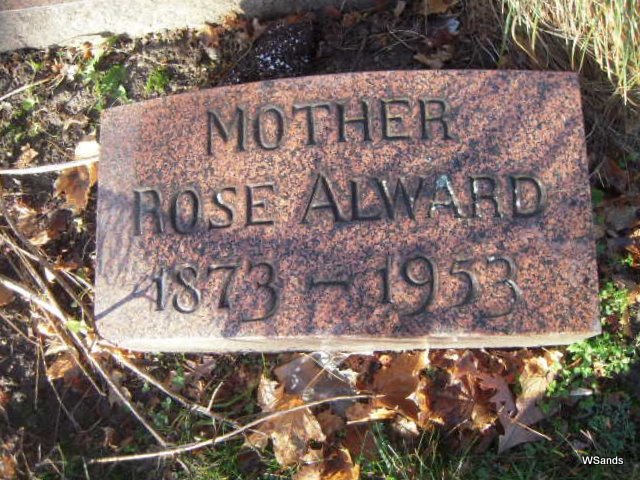 MOTHER
ROSE ALWARD
1873 - 1953
WSands